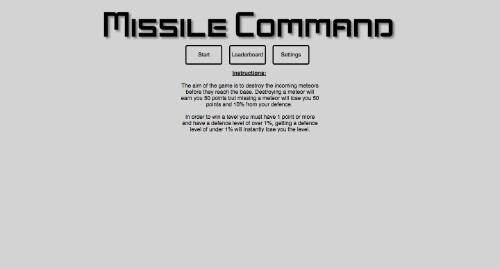 Missile Command
Start Leaderboard Settings
Instructions:
The aim of the game is to destroy the incoming meteors
before they reach the base. Destroying a meteor will
earn you 50 points but missing a meteor will lose you 50
points and 10% from your defence.
In order to win a level you must have 1 point or more
and have a defence level of over 1%, getting a defence
level of under 1% will instantly lose you the level.